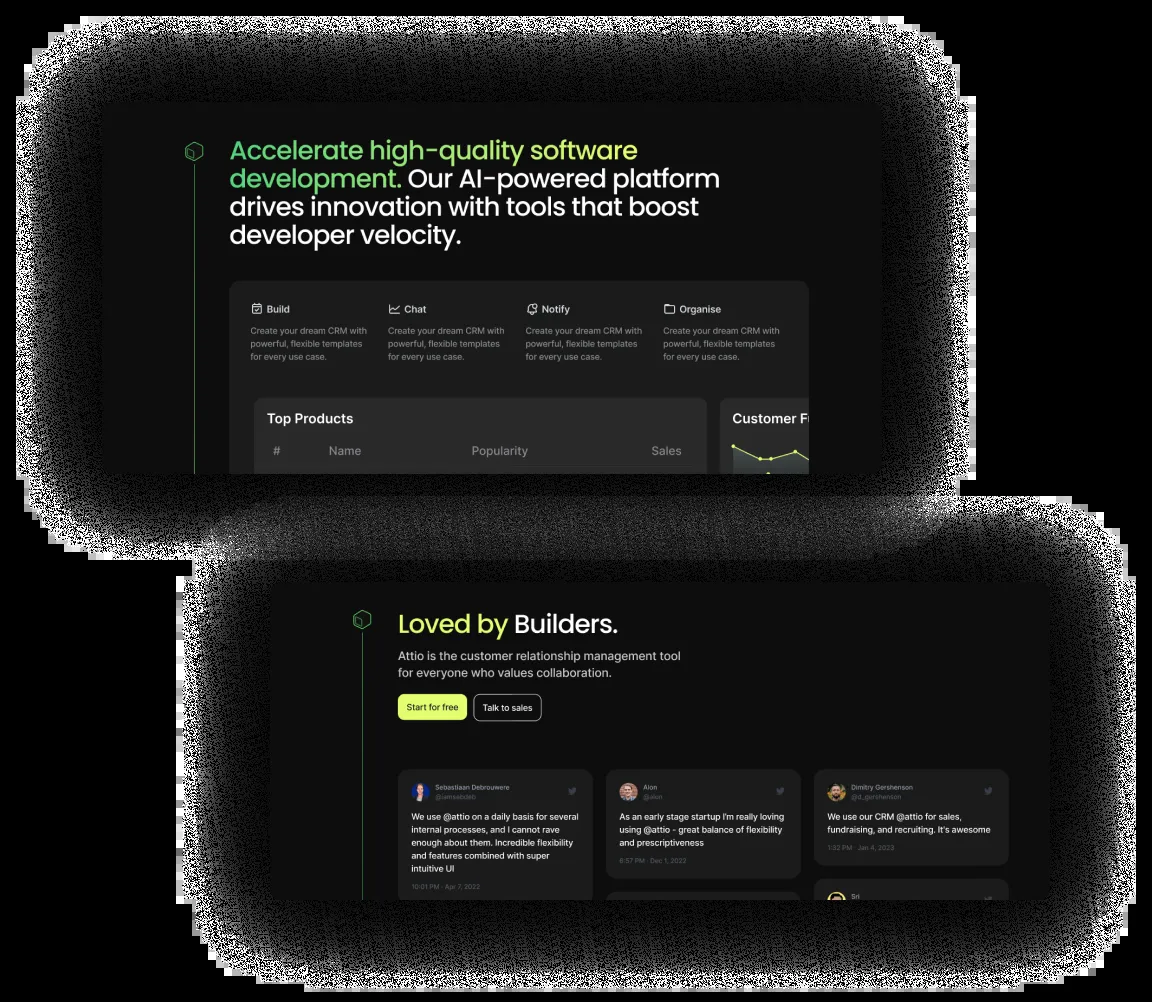 Accelerate high-quality software
development. Our AI-powered platform
drives innovation with tools that boost
developer velocity.
Build
Create your dream CRM with
powerful, flexible templates
for every use case.
Chat
Create your dream CRM with
powerful, flexible templates
for every use case.
Notify
Create your dream CRM with
powerful, flexible templates
for every use case.
Organise
Create your dream CRM with
powerful, flexible templates
for every use case.
Top Products
# Name Popularity Sales
Customer F
Loved by Builders.
Attio is the customer relationship management tool
for everyone who values collaboration.
Start for free
Talk to sales
Sebastiaan Debrouwere
We use @attio on a daily basis for several
internal processes, and I cannot rave
enough about them. Incredible flexibility
and features combined with super
intuitive UI
10:01 PM · Apr 7, 2022
Alon
@alon
As an early stage startup I'm really loving
using @attio - great balance of flexibility
and prescriptiveness
6:57 PM · Dec 1, 2022
Dimitry Gershenson
@d_gershenson
We use our CRM @attio for sales,
fundraising, and recruiting. It's awesome
1:32 PM · Jan 4, 2023
Sri